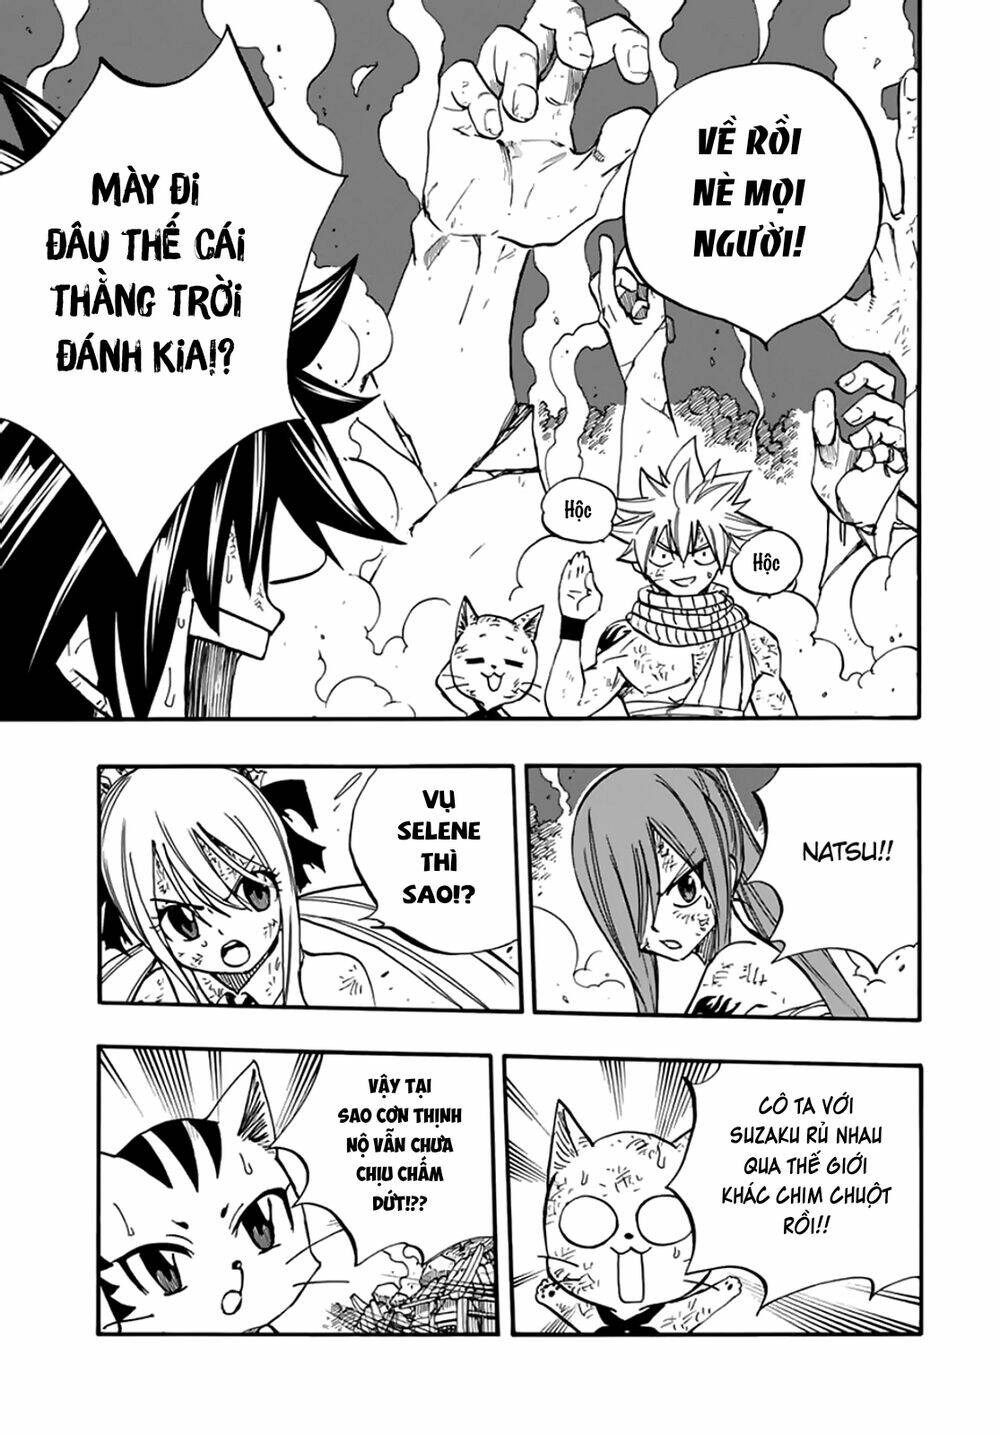 VỀ RỒI
NÈ MỌI
NGƯỜI!
MÀY ĐI
ĐÂU THẾ CÁI
THẰNG TRỜI
ĐÁNH KIA!?
Hộc
Hộc
NATSU!!
VỤ
SELENE
THÌ
SAO!?
CÔ TA VỚI
SUZAKU RỦ NHAU
QUA THẾ GIỚI
KHÁC CHIM CHUỘT
RỒI!!
VẬY TẠI
SAO CƠN THỊNH
NỘ VẪN CHƯA
CHỊU CHẤM
DỨT!??